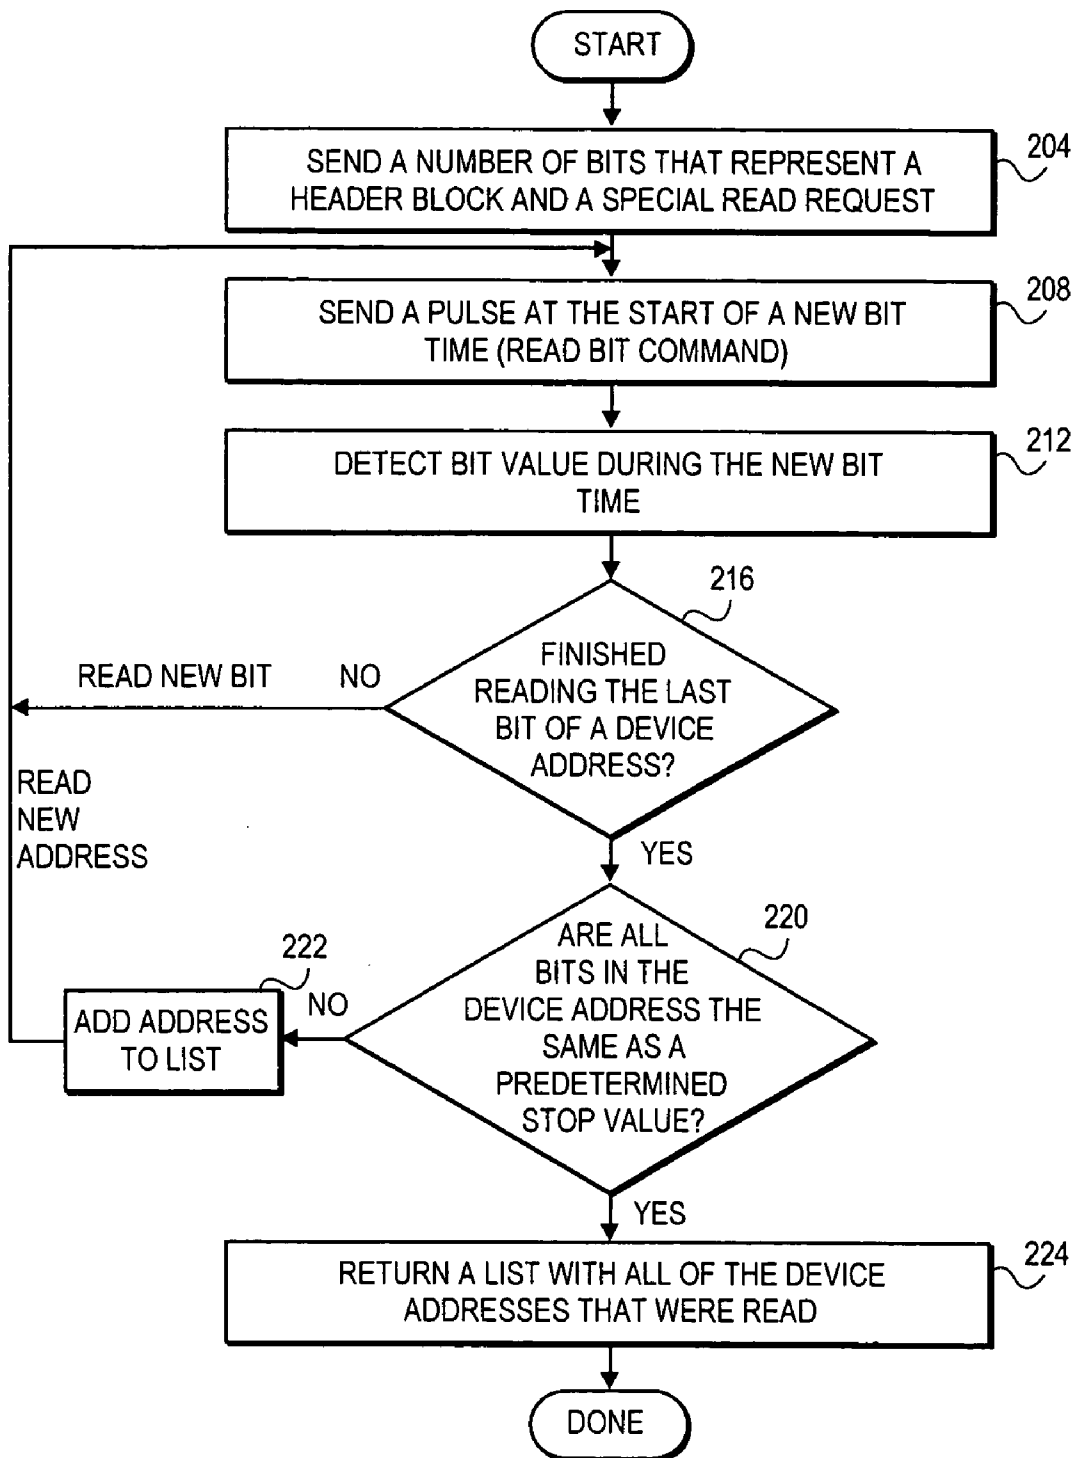 START
SEND A NUMBER OF BITS THAT REPRESENT A
HEADER BLOCK AND A SPECIAL READ REQUEST
204
SEND A PULSE AT THE START OF A NEW BIT
TIME (READ BIT COMMAND)
208
DETECT BIT VALUE DURING THE NEW BIT
TIME
212
216
FINISHED
READING THE LAST
BIT OF A DEVICE
ADDRESS?
READ NEW BIT
NO
READ
NEW
ADDRESS
YES
220
ARE ALL
BITS IN THE
DEVICE ADDRESS THE
SAME AS A
PREDETERMINED
STOP VALUE?
222
NO
ADD ADDRESS
TO LIST
YES
RETURN A LIST WITH ALL OF THE DEVICE
ADDRESSES THAT WERE READ
224
DONE